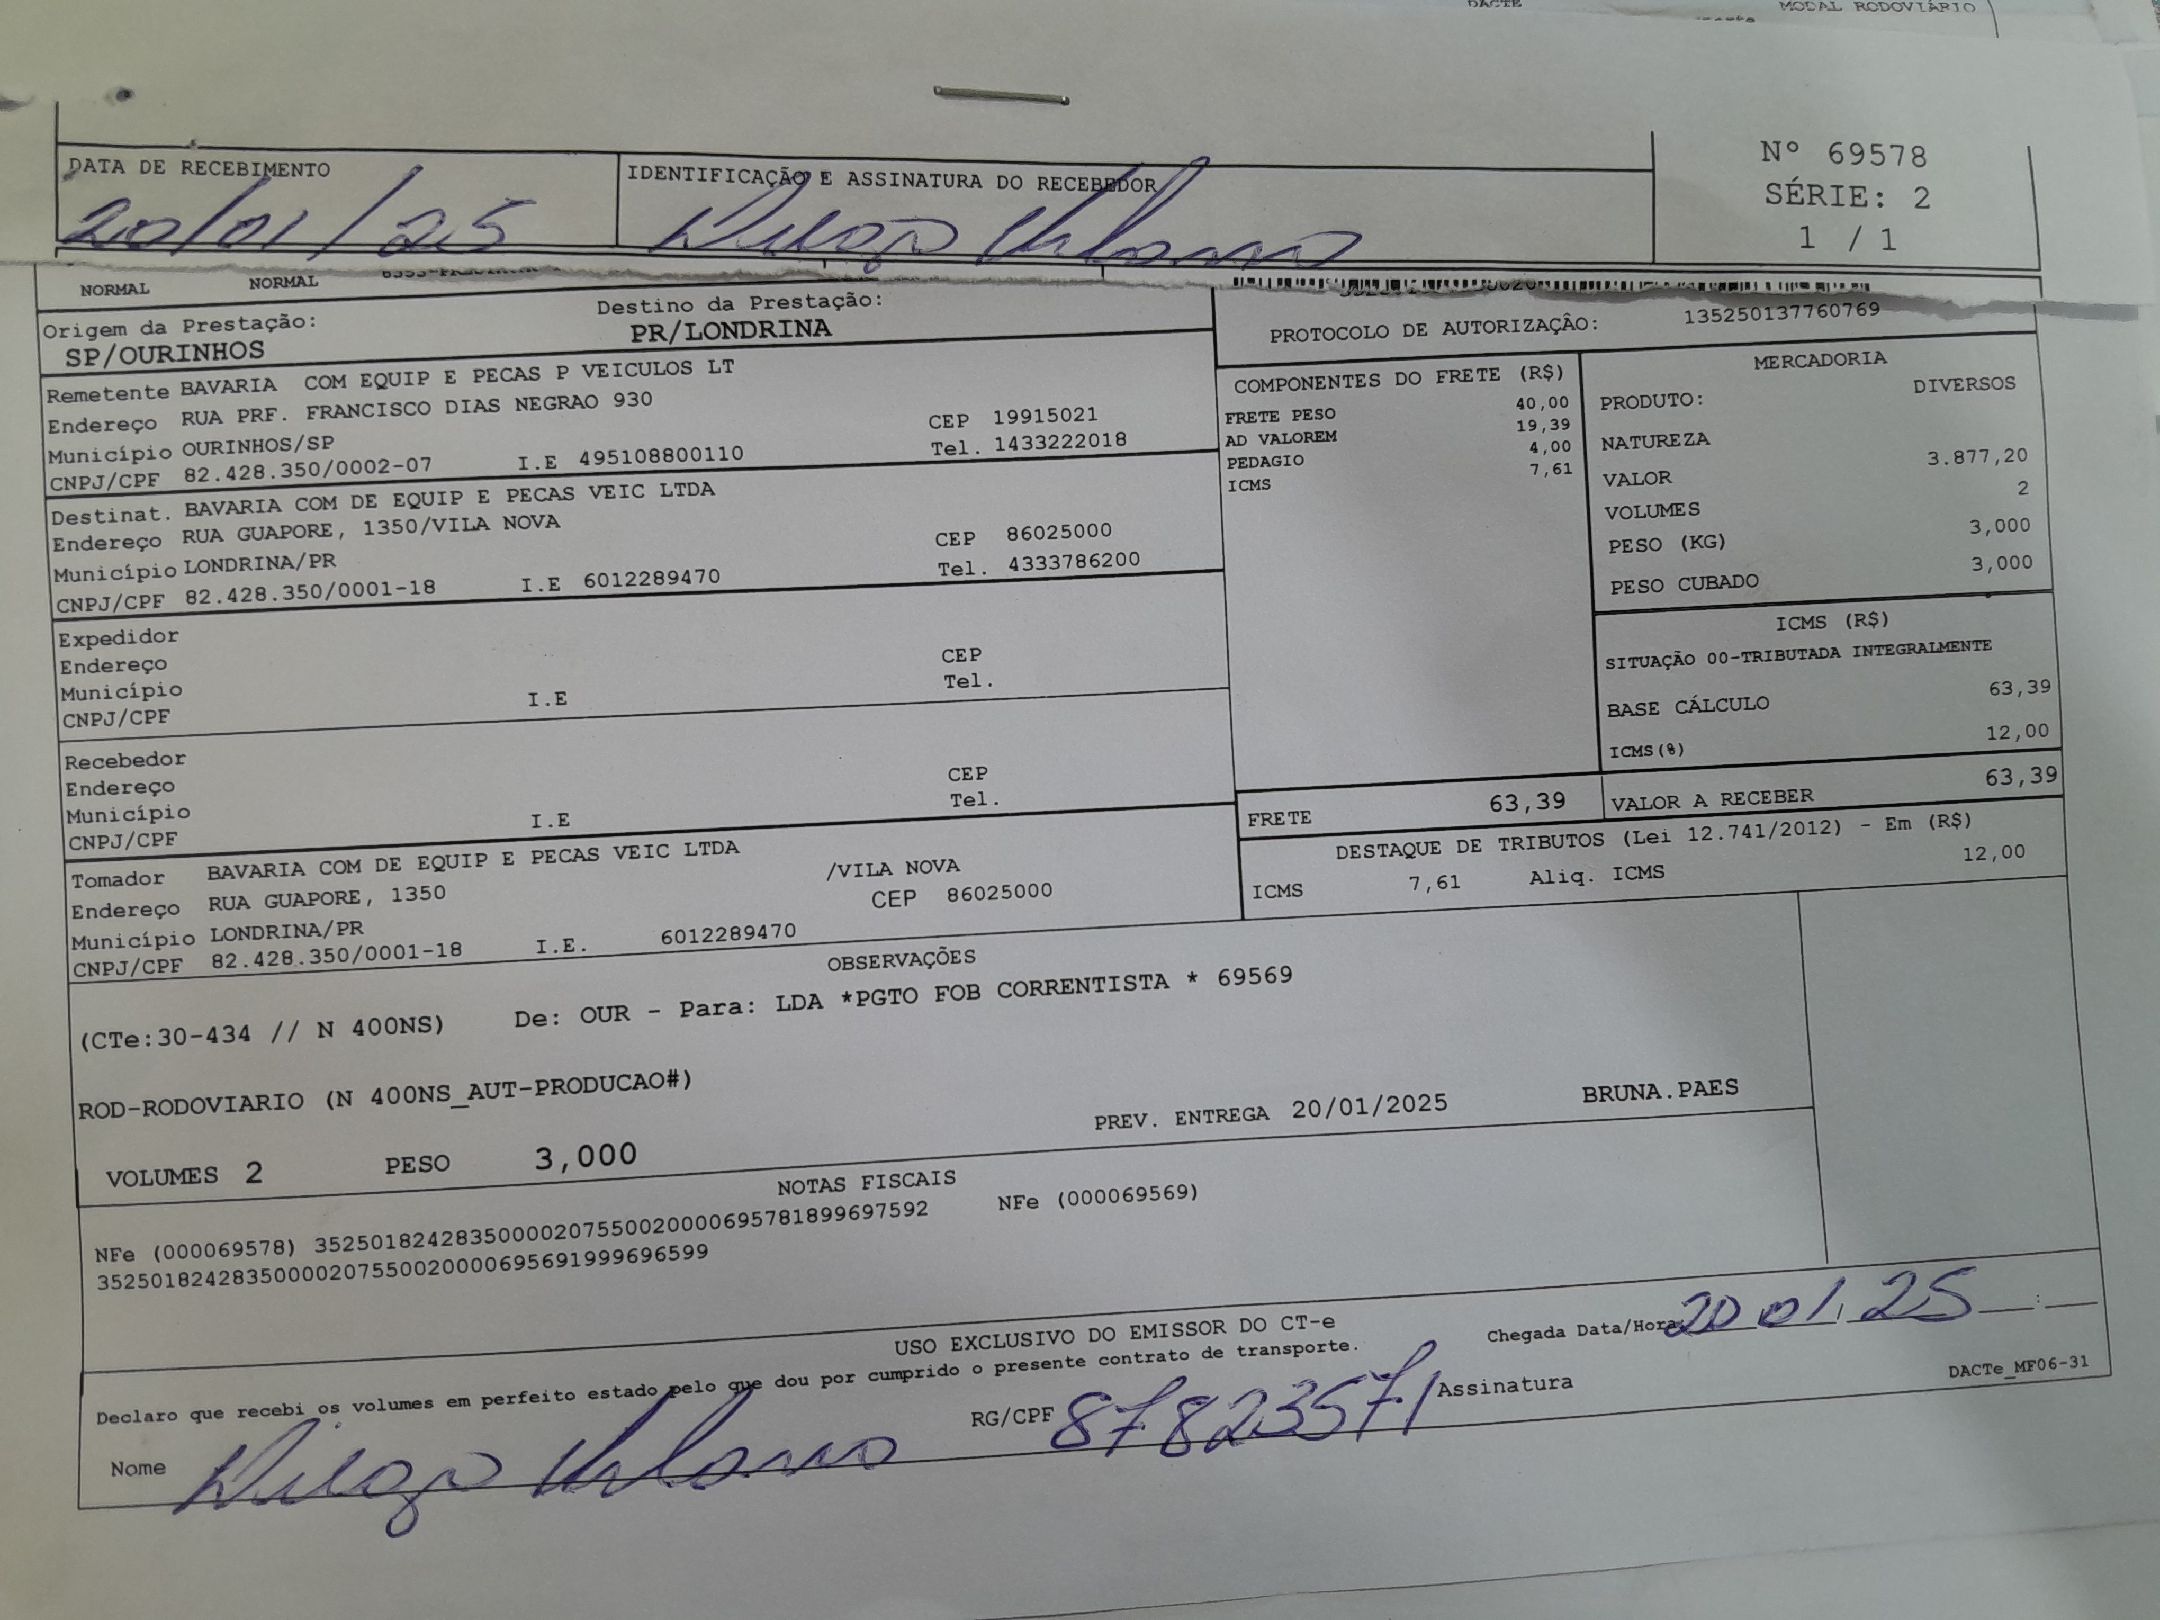 DACTE
MODAL RODOVIÁRIO
DATA DE RECEBIMENTO
20/01/25
IDENTIFICAÇÃO E ASSINATURA DO RECEBEDOR
Nº 69578
SÉRIE: 2
1 / 1
NORMAL NORMAL
Origem da Prestação: Destino da Prestação:
SP/OURINHOS PR/LONDRINA
PROTOCOLO DE AUTORIZAÇÃO: 135250137760769
Remetente BAVARIA COM EQUIP E PECAS P VEICULOS LT
Endereço RUA PRF. FRANCISCO DIAS NEGRAO 930 CEP 19915021
Município OURINHOS/SP Tel. 1433222018
CNPJ/CPF 82.428.350/0002-07 I.E 495108800110
Destinat. BAVARIA COM DE EQUIP E PECAS VEIC LTDA
Endereço RUA GUAPORE, 1350/VILA NOVA CEP 86025000
Município LONDRINA/PR Tel. 4333786200
CNPJ/CPF 82.428.350/0001-18 I.E 6012289470
Expedidor
Endereço CEP
Município Tel.
CNPJ/CPF I.E
Recebedor
Endereço CEP
Município Tel.
CNPJ/CPF I.E
Tomador BAVARIA COM DE EQUIP E PECAS VEIC LTDA
Endereço RUA GUAPORE, 1350 /VILA NOVA
Município LONDRINA/PR CEP 86025000
CNPJ/CPF 82.428.350/0001-18 I.E. 6012289470
COMPONENTES DO FRETE (R$)
FRETE PESO 40,00
AD VALOREM 19,39
PEDAGIO 4,00
ICMS 7,61
MERCADORIA
PRODUTO: DIVERSOS
NATUREZA
VALOR 3.877,20
VOLUMES 2
PESO (KG) 3,000
PESO CUBADO 3,000
ICMS (R$)
SITUAÇÃO 00-TRIBUTADA INTEGRALMENTE
BASE CÁLCULO 63,39
ICMS(%) 12,00
FRETE 63,39 VALOR A RECEBER 63,39
DESTAQUE DE TRIBUTOS (Lei 12.741/2012) - Em (R$)
ICMS 7,61 Aliq. ICMS 12,00
OBSERVAÇÕES
(CTe:30-434 // N 400NS) De: OUR - Para: LDA *PGTO FOB CORRENTISTA * 69569
ROD-RODOVIARIO (N 400NS_AUT-PRODUCAO#)
PREV. ENTREGA 20/01/2025 BRUNA.PAES
VOLUMES 2 PESO 3,000
NOTAS FISCAIS
NFe (000069578) 35250182428350000207550020000695781899697592 NFe (000069569)
35250182428350000207550020000695691999696599
USO EXCLUSIVO DO EMISSOR DO CT-e
Declaro que recebi os volumes em perfeito estado pelo que dou por cumprido o presente contrato de transporte.
Chegada Data/Hora: 20 01 25
Nome RG/CPF 87823571 Assinatura
DACTe_MF06-31